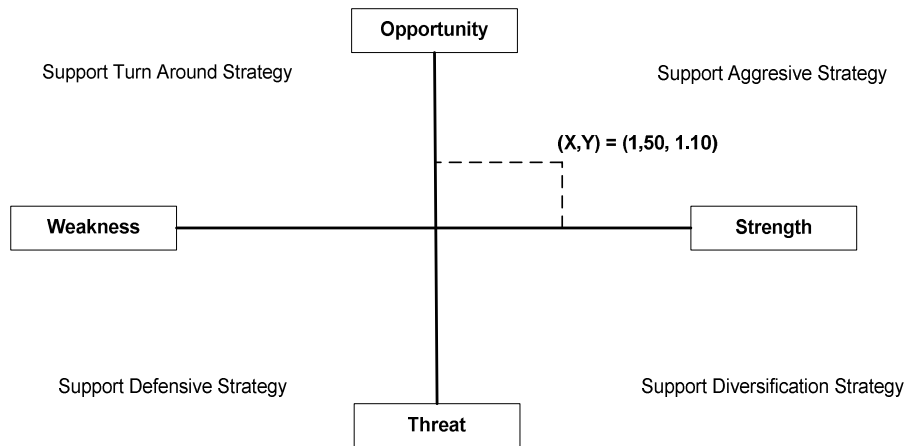 Opportunity
Support Turn Around Strategy
Support Aggresive Strategy
(X,Y) = (1,50, 1.10)
Weakness
Strength
Support Defensive Strategy
Support Diversification Strategy
Threat